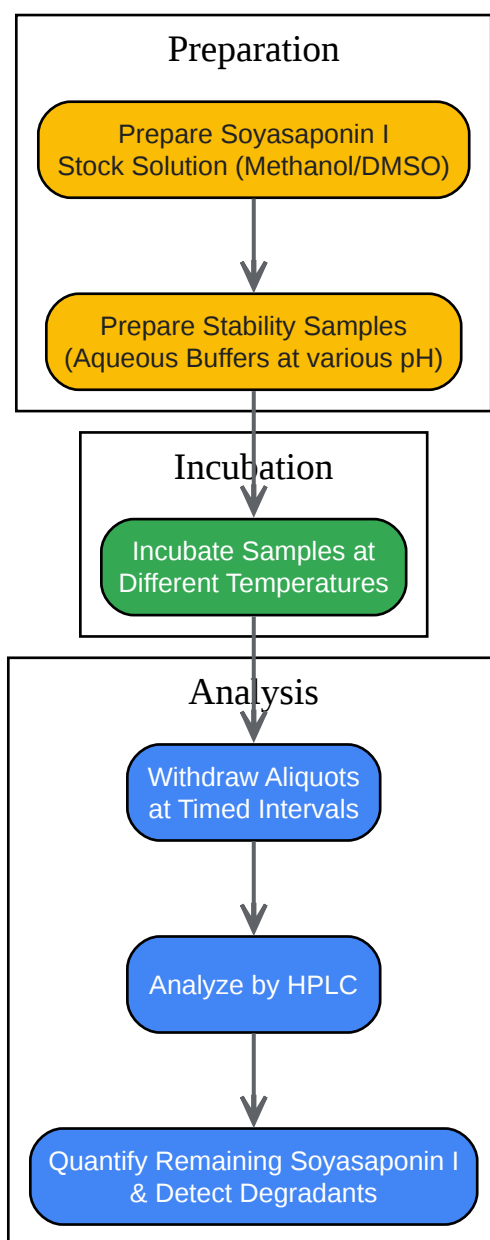 Preparation
Prepare Soyasaponin I
Stock Solution (Methanol/DMSO)
Prepare Stability Samples
(Aqueous Buffers at various pH)
Incubation
Incubate Samples at
Different Temperatures
Analysis
Withdraw Aliquots
at Timed Intervals
Analyze by HPLC
Quantify Remaining Soyasaponin I
& Detect Degradants